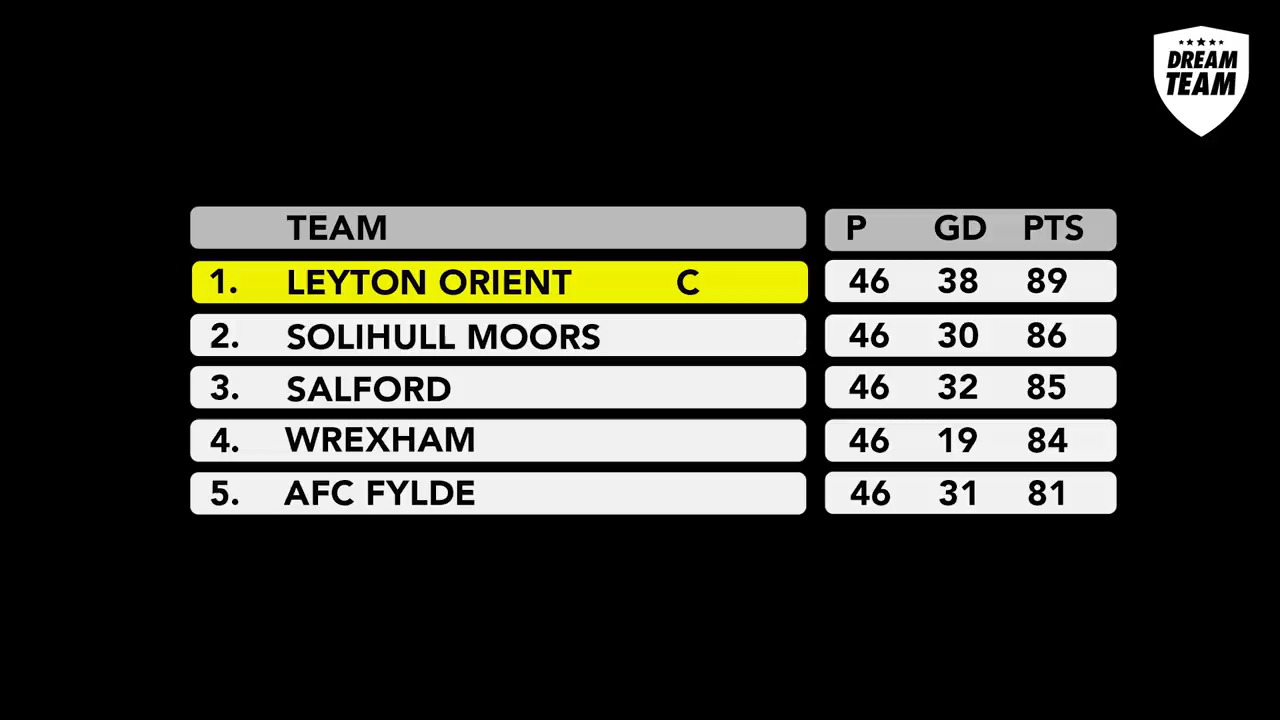 DREAM
TEAM
TEAM P GD PTS
1. LEYTON ORIENT C 46 38 89
2. SOLIHULL MOORS 46 30 86
3. SALFORD 46 32 85
4. WREXHAM 46 19 84
5. AFC FYLDE 46 31 81